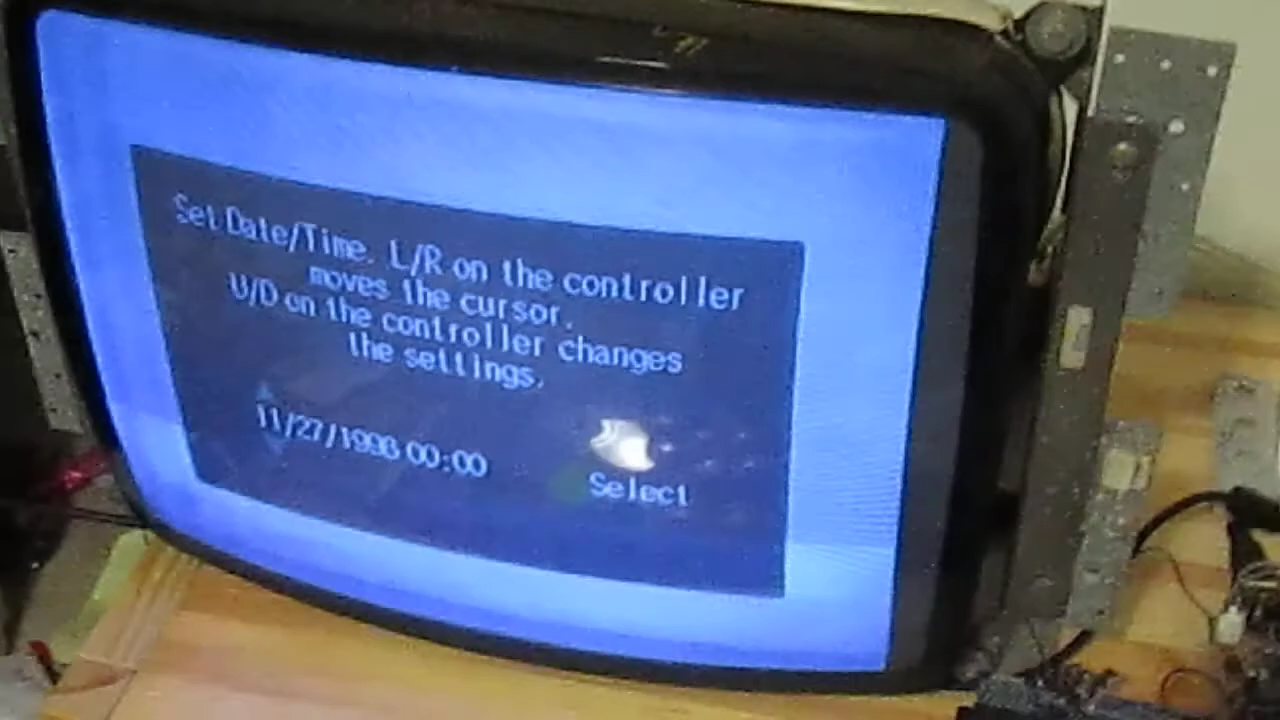 Set Date/Time. L/R on the controller
moves the cursor.
U/D on the controller changes
the settings.
11/27/1998 00:00
Select